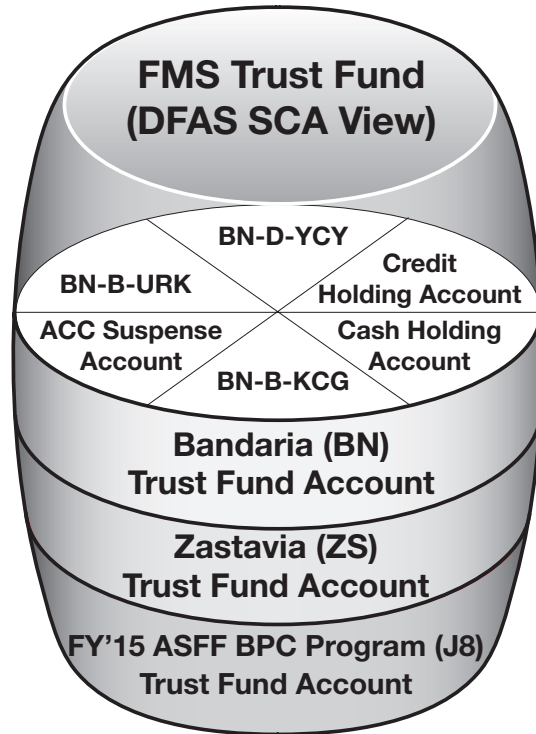 FMS Trust Fund
(DFAS SCA View)
BN-D-YCY
BN-B-URK
Credit
Holding Account
ACC Suspense
Account
Cash Holding
Account
BN-B-KCG
Bandaria (BN)
Trust Fund Account
Zastavia (ZS)
Trust Fund Account
FY'15 ASFF BPC Program (J8)
Trust Fund Account